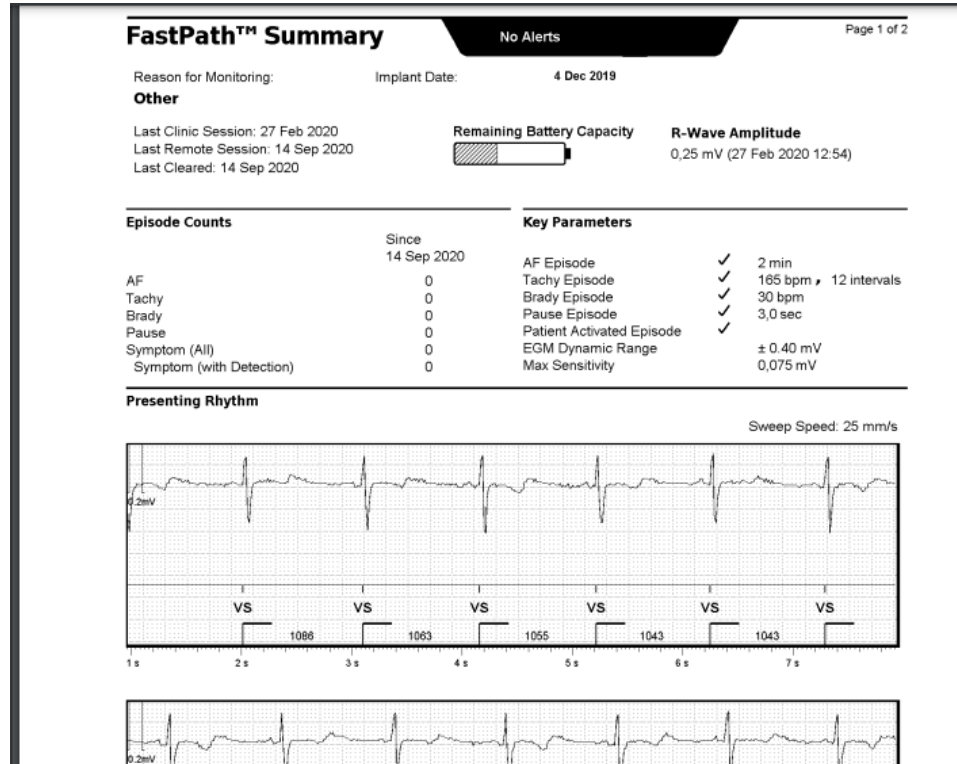 FastPath™ Summary
No Alerts
Page 1 of 2
Reason for Monitoring:
Other
Implant Date:
4 Dec 2019
Last Clinic Session: 27 Feb 2020
Last Remote Session: 14 Sep 2020
Last Cleared: 14 Sep 2020
Remaining Battery Capacity
R-Wave Amplitude
0,25 mV (27 Feb 2020 12:54)
Episode Counts
Since
14 Sep 2020
AF 0
Tachy 0
Brady 0
Pause 0
Symptom (All) 0
Symptom (with Detection) 0
Key Parameters
AF Episode ✓ 2 min
Tachy Episode ✓ 165 bpm , 12 intervals
Brady Episode ✓ 30 bpm
Pause Episode ✓ 3,0 sec
Patient Activated Episode ✓
EGM Dynamic Range ± 0.40 mV
Max Sensitivity 0,075 mV
Presenting Rhythm
Sweep Speed: 25 mm/s
0.2mV
VS VS VS VS VS VS
1086 1063 1055 1043 1043
1 s 2 s 3 s 4 s 5 s 6 s 7 s
0.2mV